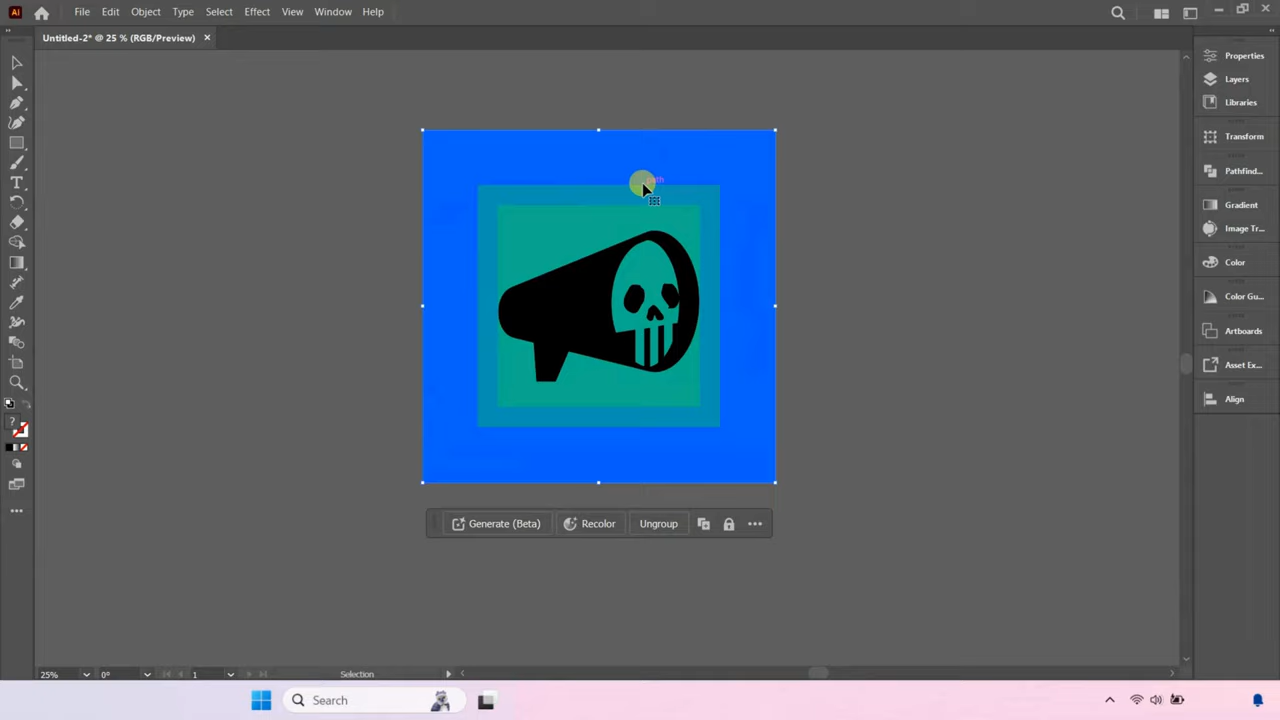 Ai File Edit Object Type Select Effect View Window Help
Untitled-2* @ 25 % (RGB/Preview) ×
Properties
Layers
Libraries
Transform
Pathfind...
Gradient
Image Tr...
Color
Color Gu...
Artboards
Asset Ex...
Align
path
Generate (Beta) Recolor Ungroup
25% 0° 1 Selection
Search